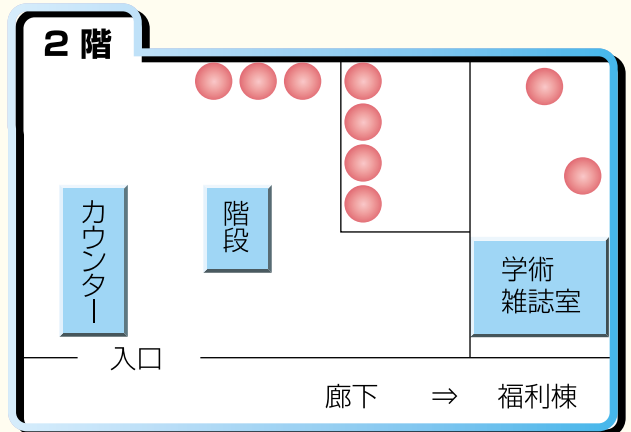 2階
カウンター
階段
学術
雑誌室
入口
廊下 ⇒ 福利棟